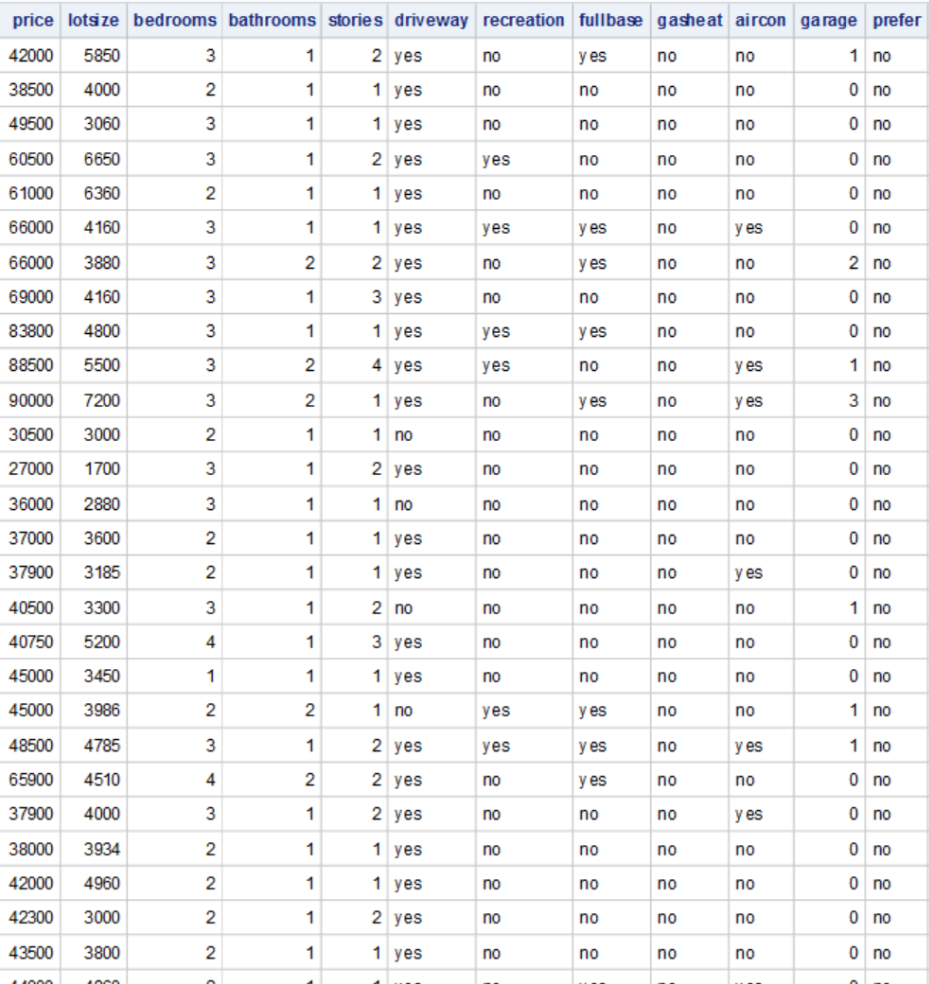 price lotsize bedrooms bathrooms stories driveway recreation fullbase gasheat aircon garage prefer
42000 5850 3 1 2 yes no yes no no 1 no
38500 4000 2 1 1 yes no no no no 0 no
49500 3060 3 1 1 yes no no no no 0 no
60500 6650 3 1 2 yes yes no no no 0 no
61000 6360 2 1 1 yes no no no no 0 no
66000 4160 3 1 1 yes yes yes no yes 0 no
66000 3880 3 2 2 yes no yes no no 2 no
69000 4160 3 1 3 yes no no no no 0 no
83800 4800 3 1 1 yes yes yes no no 0 no
88500 5500 3 2 4 yes yes no no yes 1 no
90000 7200 3 2 1 yes no yes no yes 3 no
30500 3000 2 1 1 no no no no no 0 no
27000 1700 3 1 2 yes no no no no 0 no
36000 2880 3 1 1 no no no no no 0 no
37000 3600 2 1 1 yes no no no no 0 no
37900 3185 2 1 1 yes no no no yes 0 no
40500 3300 3 1 2 no no no no no 1 no
40750 5200 4 1 3 yes no no no no 0 no
45000 3450 1 1 1 yes no no no no 0 no
45000 3986 2 2 1 no yes yes no no 1 no
48500 4785 3 1 2 yes yes yes no yes 1 no
65900 4510 4 2 2 yes no yes no no 0 no
37900 4000 3 1 2 yes no no no yes 0 no
38000 3934 2 1 1 yes no no no no 0 no
42000 4960 2 1 1 yes no no no no 0 no
42300 3000 2 1 2 yes no no no no 0 no
43500 3800 2 1 1 yes no no no no 0 no